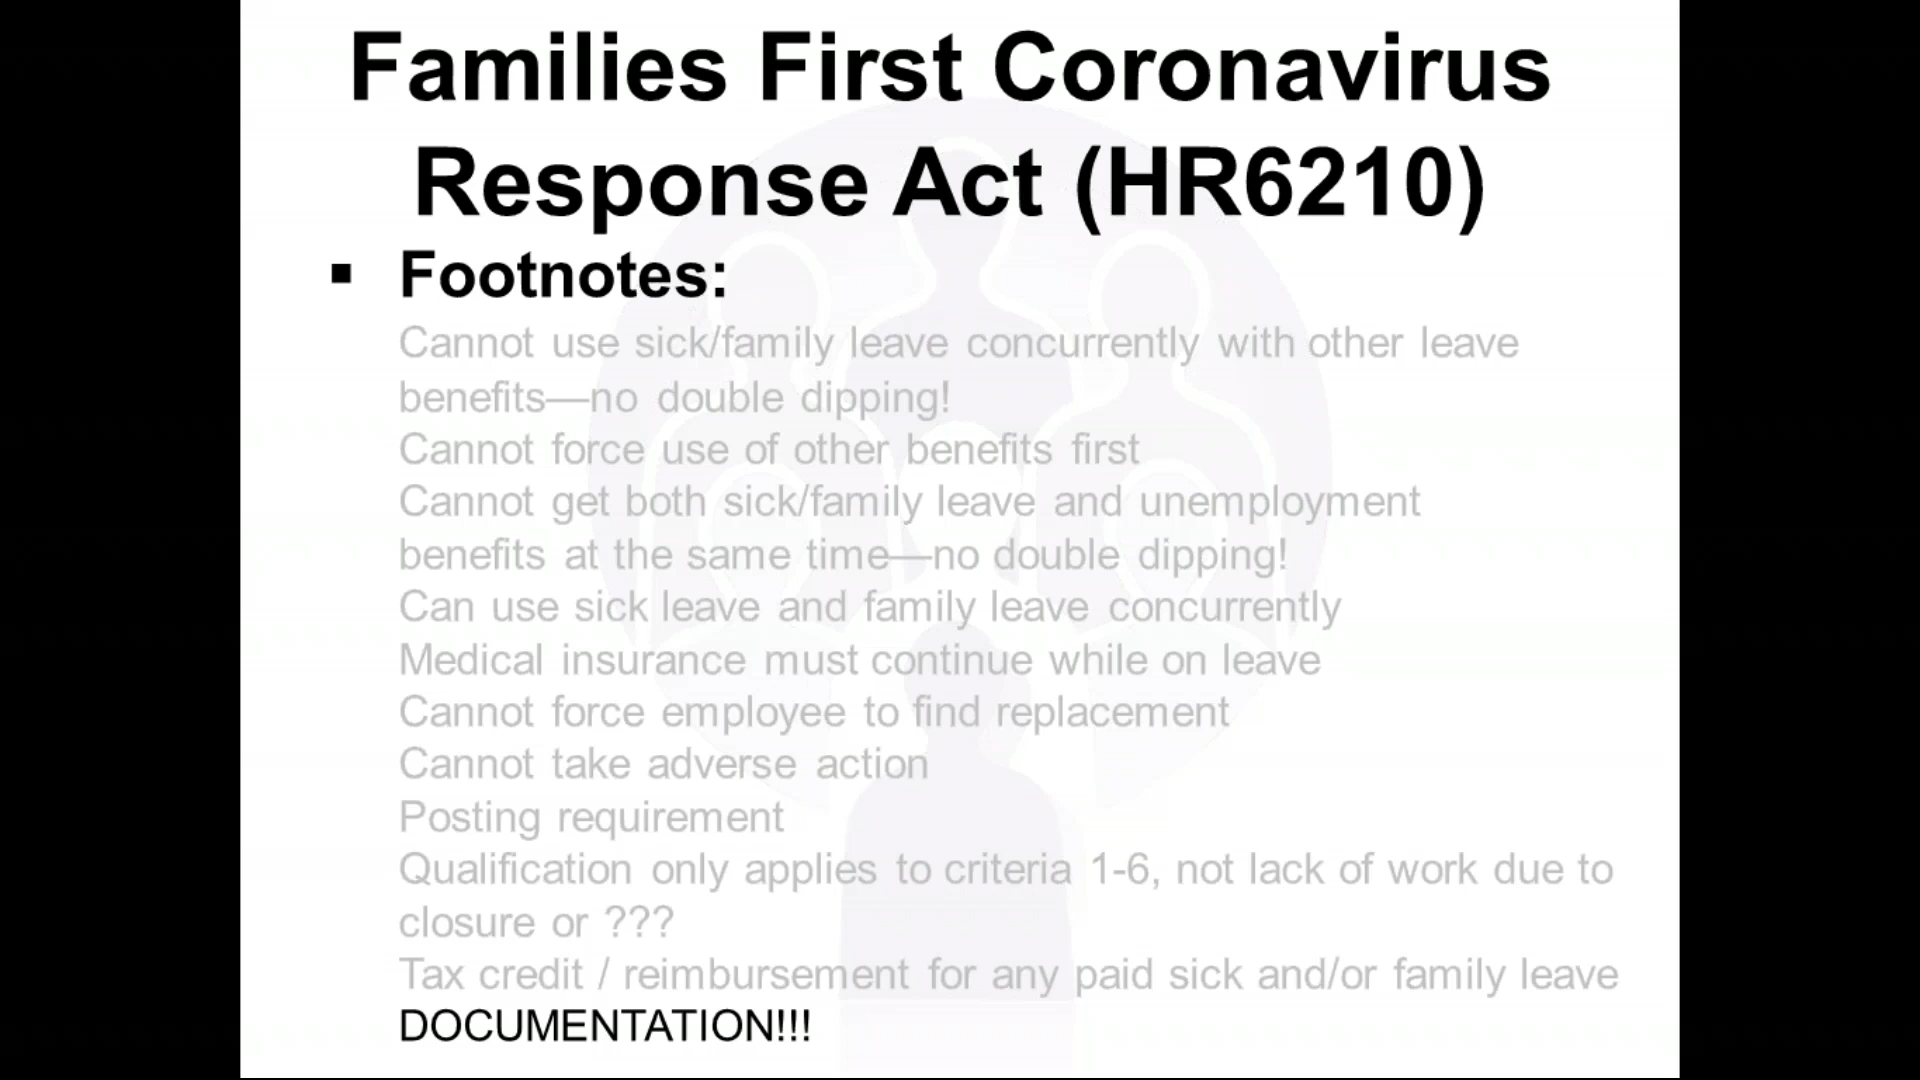 Families First Coronavirus
Response Act (HR6210)
▪ Footnotes:
Cannot use sick/family leave concurrently with other leave
benefits—no double dipping!
Cannot force use of other benefits first
Cannot get both sick/family leave and unemployment
benefits at the same time—no double dipping!
Can use sick leave and family leave concurrently
Medical insurance must continue while on leave
Cannot force employee to find replacement
Cannot take adverse action
Posting requirement
Qualification only applies to criteria 1-6, not lack of work due to
closure or ???
Tax credit / reimbursement for any paid sick and/or family leave
DOCUMENTATION!!!